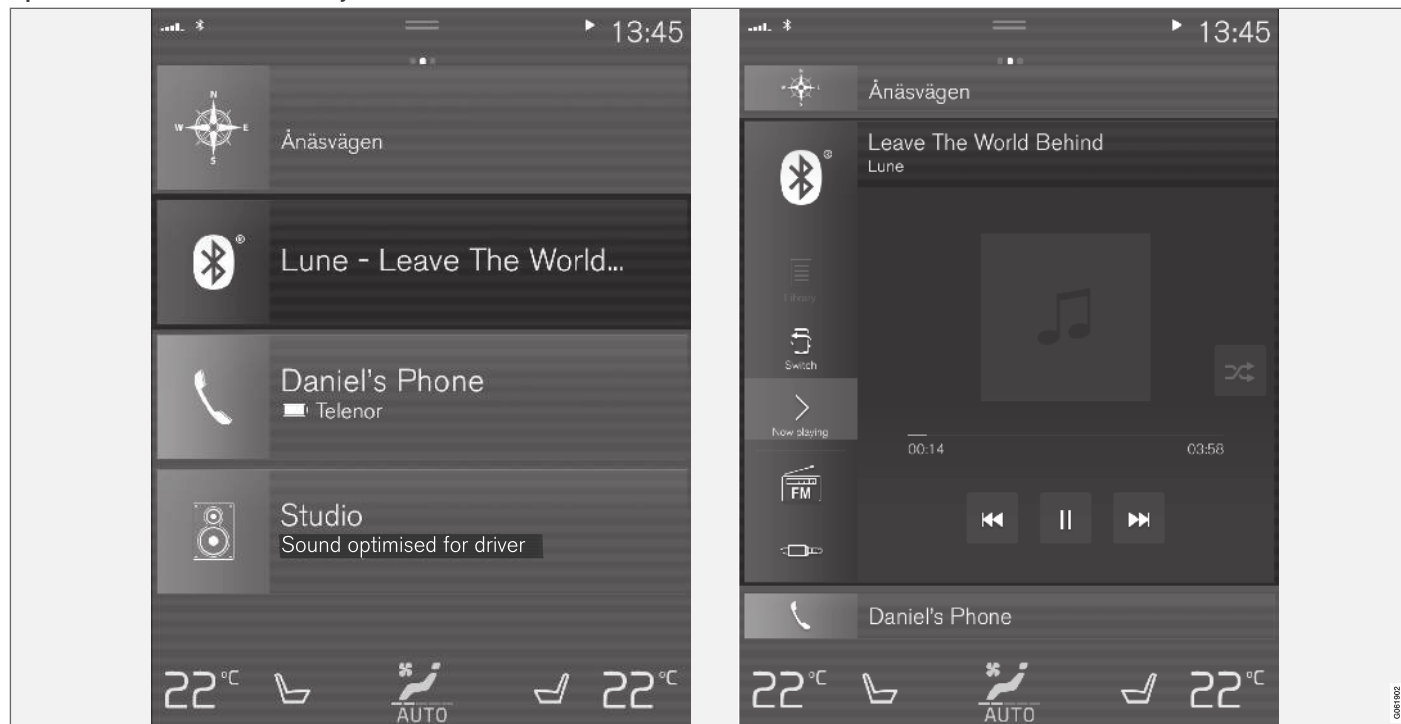 13:45
N
W
E
S
Ånäsvägen
®
Lune - Leave The World...
Daniel's Phone
Telenor
Studio
Sound optimised for driver
22°C
AUTO
22°C
13:45
Ånäsvägen
®
Leave The World Behind
Lune
Library
Switch
Now playing
00:14
03:58
FM
Daniel's Phone
22°C
AUTO
22°C
G061902